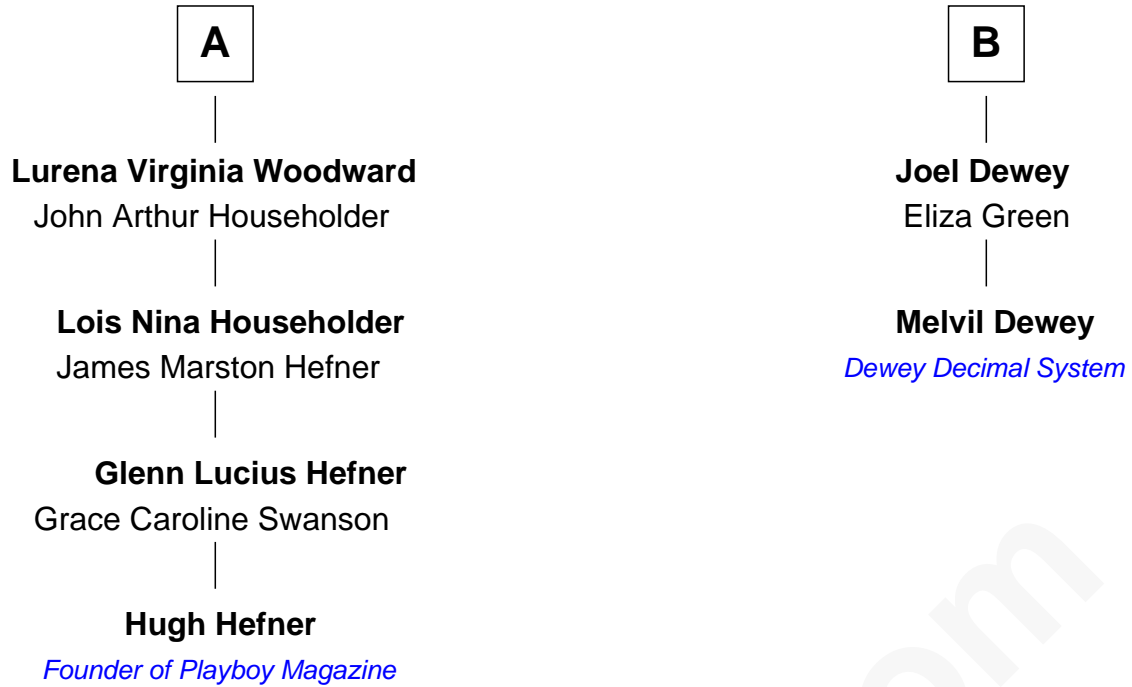 A
Lurena Virginia Woodward
John Arthur Householder
Lois Nina Householder
James Marston Hefner
Glenn Lucius Hefner
Grace Caroline Swanson
Hugh Hefner
Founder of Playboy Magazine
B
Joel Dewey
Eliza Green
Melvil Dewey
Dewey Decimal System
om